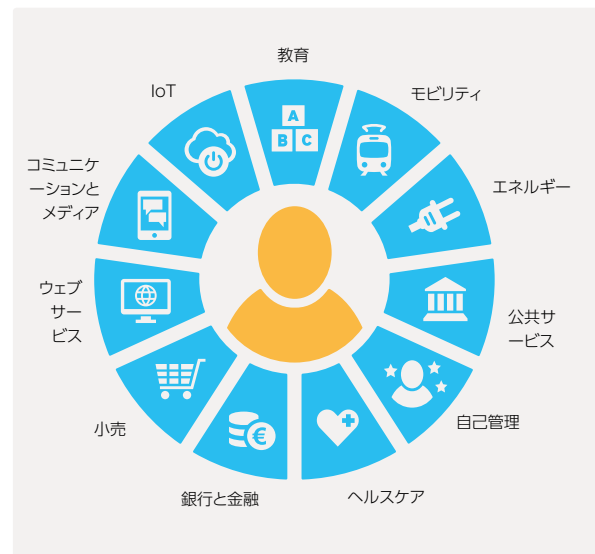 教育
モビリティ
エネルギー
公共サ
ービス
自己管理
ヘルスケア
銀行と金融
小売
ウェブ
サー
ビス
コミュニケ
ーションと
メディア
IoT
A
B C
€